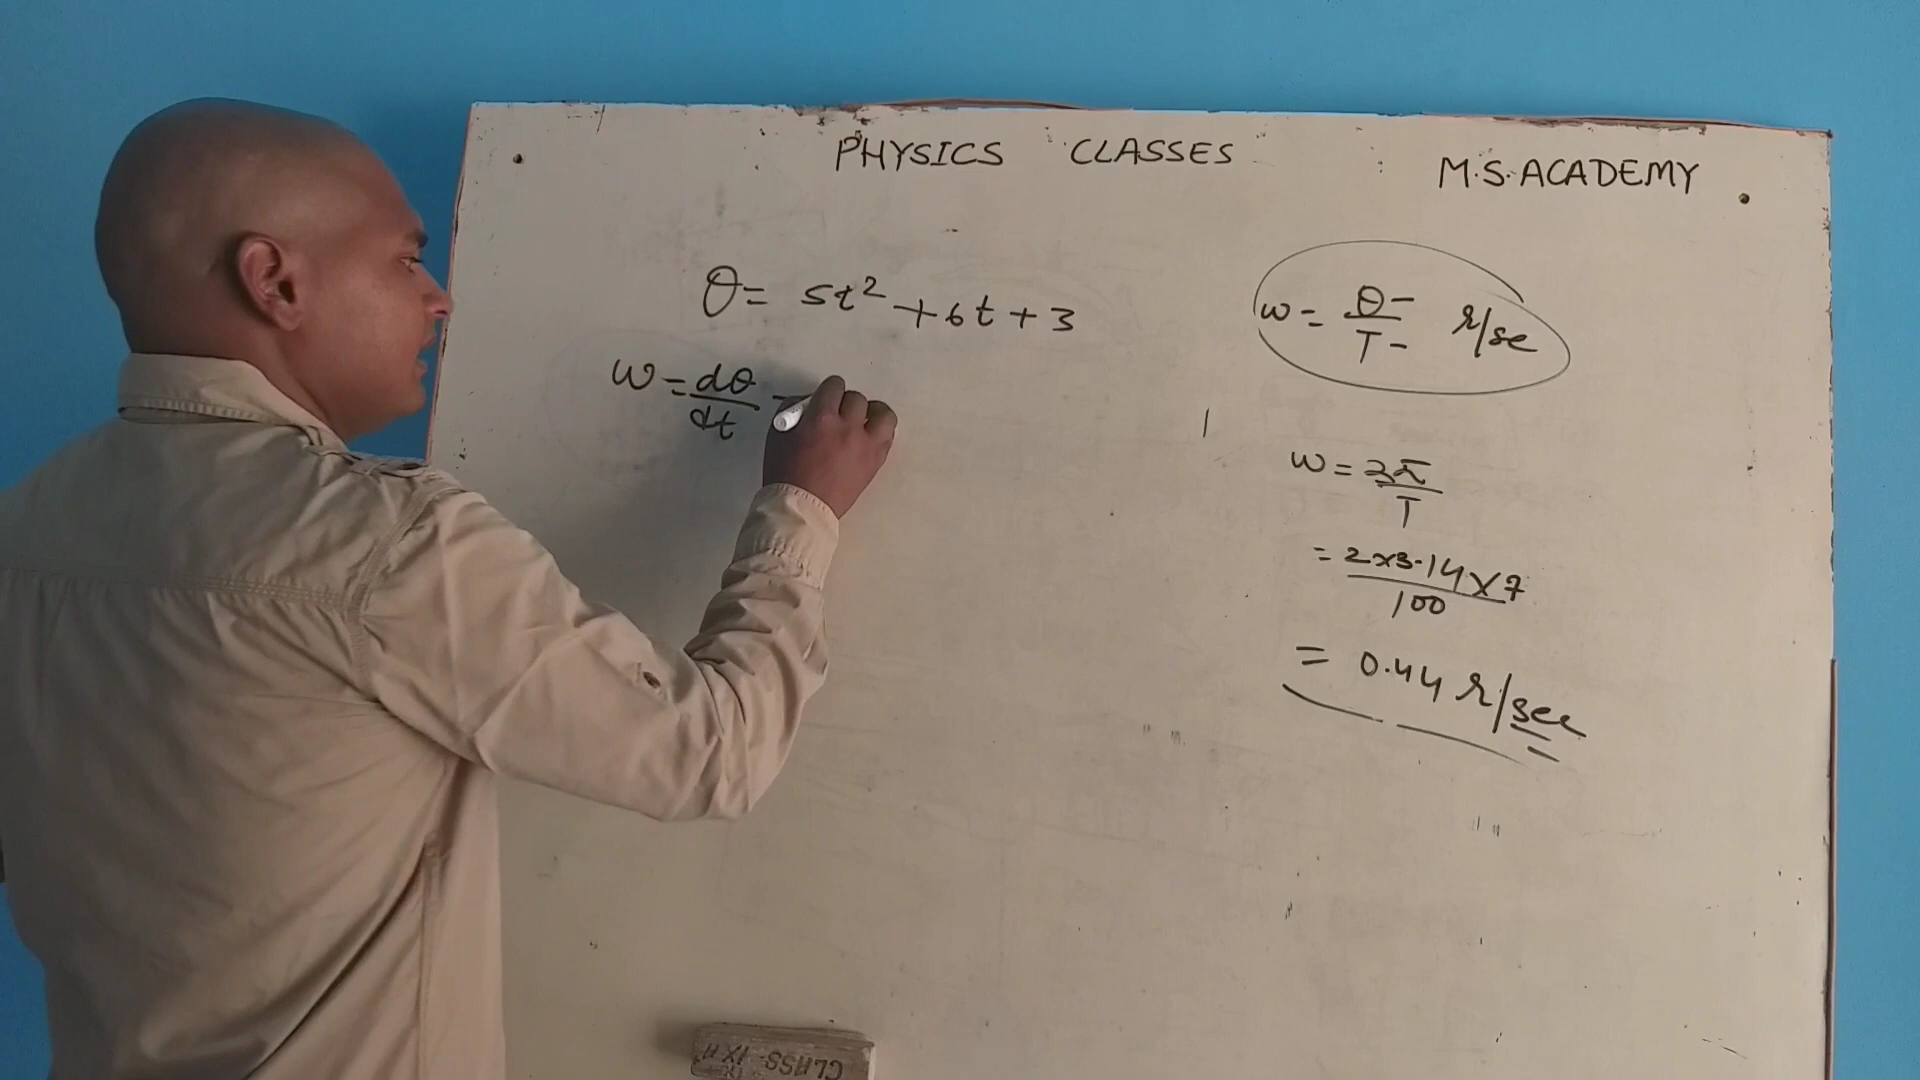 PHYSICS CLASSES
M.S. ACADEMY
θ = 5t² + 6t + 3
ω = dθ/dt =
ω = θ/T r/se
ω = 2π/T
= 2×3.14×7/100
= 0.44 r/sec
CLASS-IX